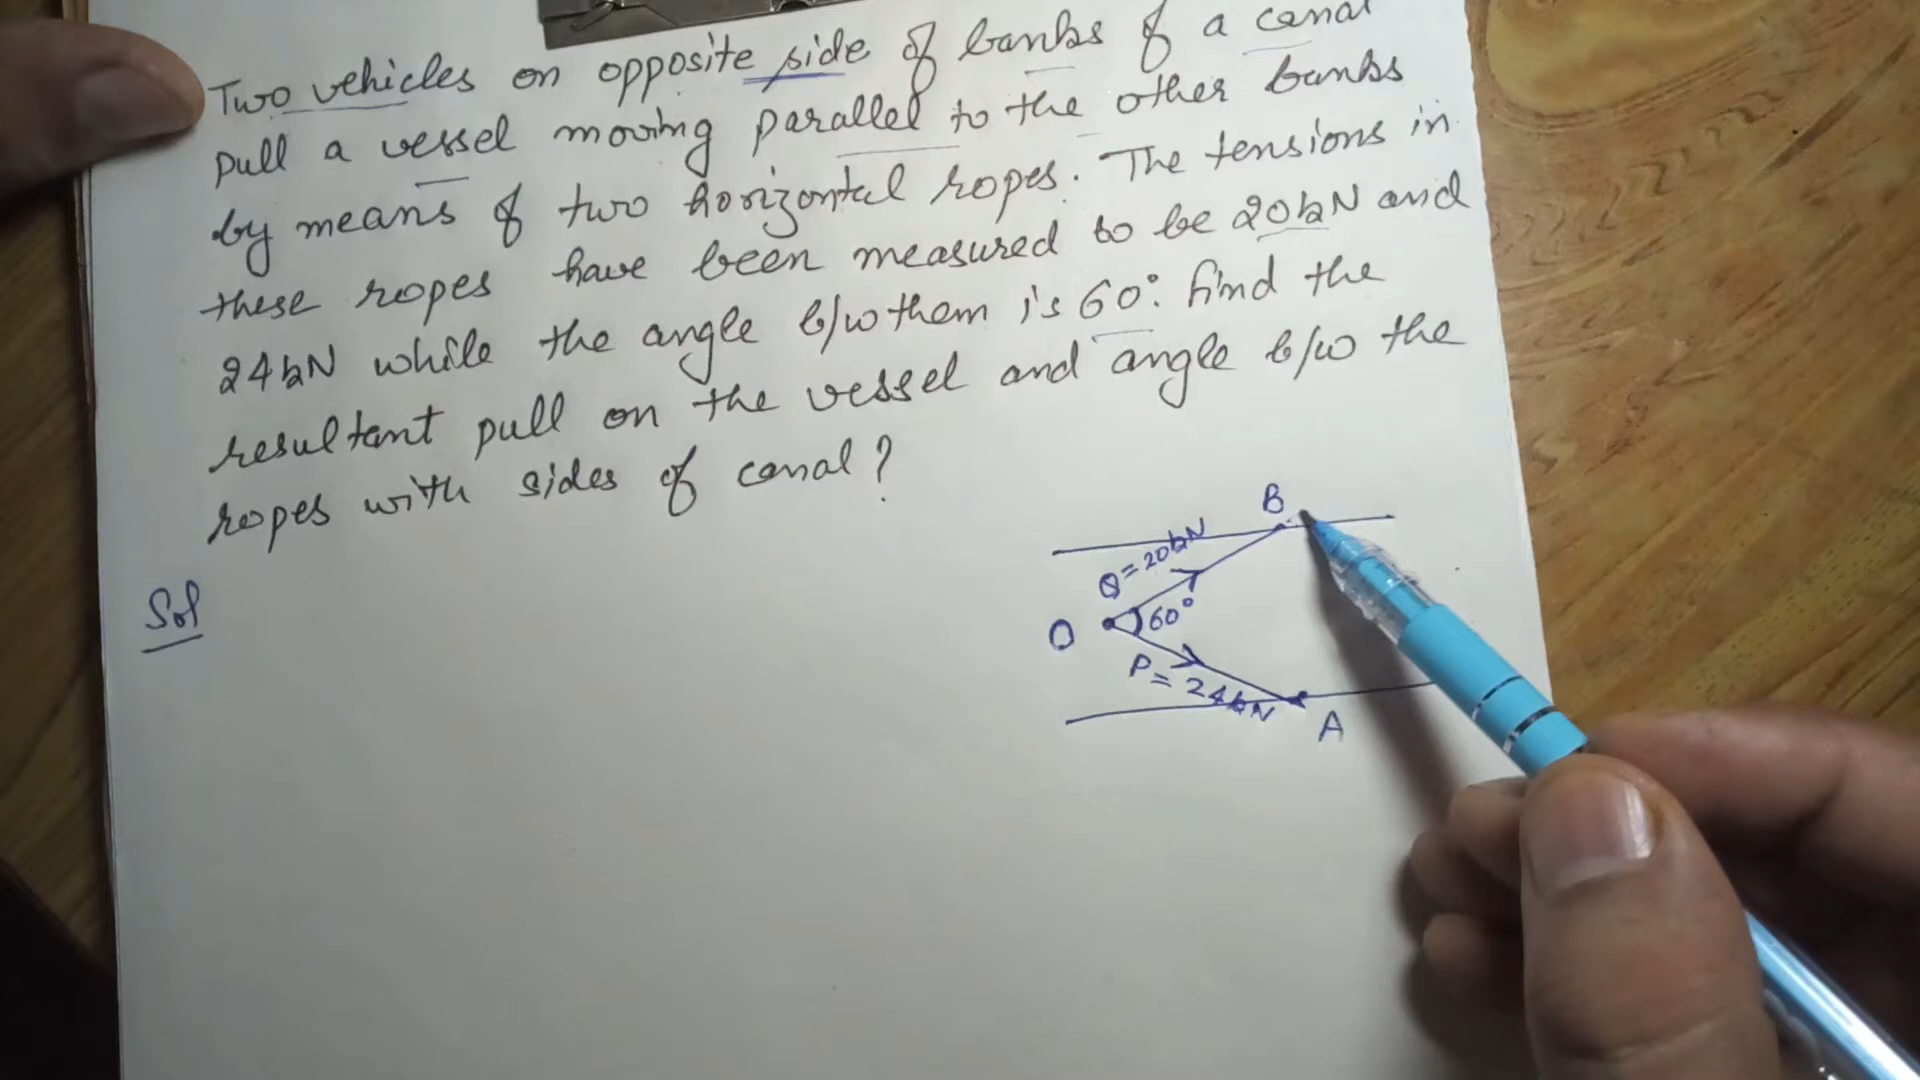 Two vehicles on opposite side of banks of a canal
pull a vessel moving parallel to the other banks
by means of two horizontal ropes. The tensions in
these ropes have been measured to be 20kN and
24kN while the angle b/w them is 60°. find the
resultant pull on the vessel and angle b/w the
ropes with sides of canal?
Sol
B
Q = 20kN
60°
O
P = 24kN
A